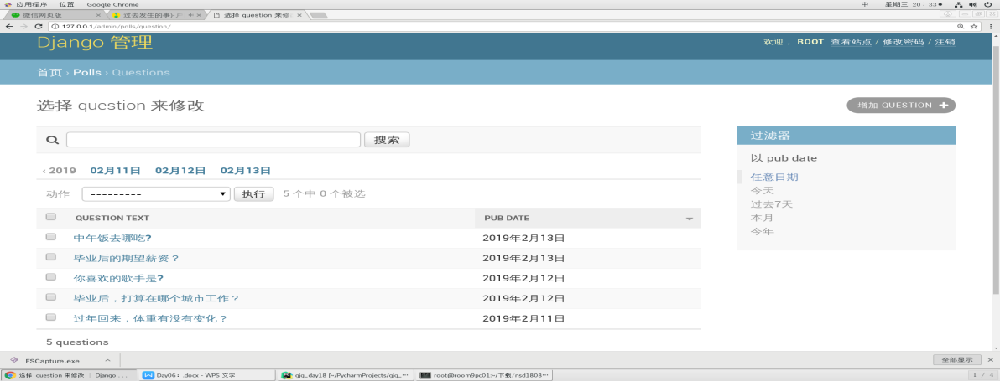 应用程序 位置 Google Chrome 中 星期三 20：33
微信网页版 × 过去发生的事)-尸 × 选择 question 来修 ×
127.0.0.1/admin/polls/question/
Django 管理 欢迎， ROOT. 查看站点 / 修改密码 / 注销
首页 › Polls › Questions
选择 question 来修改 增加 QUESTION +
搜索 过滤器
以 pub date
‹ 2019 02月11日 02月12日 02月13日 任意日期
动作 --------- 执行 5 个中 0 个被选 今天
过去7天
QUESTION TEXT PUB DATE 本月
中午饭去哪吃? 2019年2月13日 今年
毕业后的期望薪资？ 2019年2月13日
你喜欢的歌手是? 2019年2月12日
毕业后，打算在哪个城市工作？ 2019年2月12日
过年回来，体重有没有变化？ 2019年2月11日
5 questions
FSCapture.exe 全部显示 ×
选择 question 来修改 | Django ... Day06：.docx - WPS 文字 gjq_day18 [~/PycharmProjects/gjq_... root@room9pc01:~/下载/nsd1808... 1 / 4